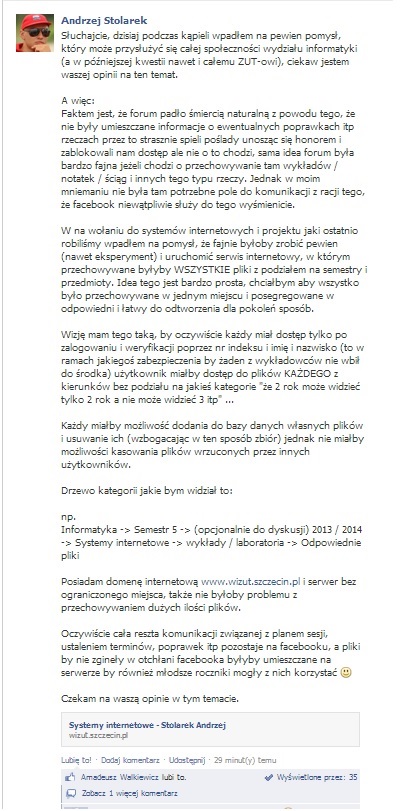 Andrzej Stolarek
Słuchajcie, dzisiaj podczas kąpieli wpadłem na pewien pomysł,
który może przysłużyć się całej społeczności wydziału informatyki
(a w późniejszej kwestii nawet i całemu ZUT-owi), ciekaw jestem
waszej opinii na ten temat.
A więc:
Faktem jest, że forum padło śmiercią naturalną z powodu tego, że
nie były umieszczane informacje o ewentualnych poprawkach itp
rzeczach przez to strasznie spieli poślady unosząc się honorem i
zablokowali nam dostęp ale nie o to chodzi, sama idea forum była
bardzo fajna jeżeli chodzi o przechowywanie tam wykładów /
notatek / ściąg i innych tego typu rzeczy. Jednak w moim
mniemaniu nie była tam potrzebne pole do komunikacji z racji tego,
że facebook niewątpliwie służy do tego wyśmienicie.
W na wołaniu do systemów internetowych i projektu jaki ostatnio
robiliśmy wpadłem na pomysł, że fajnie byłoby zrobić pewien
(nawet eksperyment) i uruchomić serwis internetowy, w którym
przechowywane byłyby WSZYSTKIE pliki z podziałem na semestry i
przedmioty. Idea tego jest bardzo prosta, chciałbym aby wszystko
było przechowywane w jednym miejscu i posegregowane w
odpowiedni i łatwy do odtworzenia dla pokoleń sposób.
Wizję mam tego taką, by oczywiście każdy miał dostęp tylko po
zalogowaniu i weryfikacji poprzez nr indeksu i imię i nazwisko (to w
ramach jakiegoś zabezpieczenia by żaden z wykładowców nie wbił
do środka) użytkownik miałby dostęp do plików KAŻDEGO z
kierunków bez podziału na jakieś kategorie "że 2 rok może widzieć
tylko 2 rok a nie może widzieć 3 itp" ...
Każdy miałby możliwość dodania do bazy danych własnych plików
i usuwanie ich (wzbogacając w ten sposób zbiór) jednak nie miałby
możliwości kasowania plików wrzuconych przez innych
użytkowników.
Drzewo kategorii jakie bym widział to:
np.
Informatyka -> Semestr 5 -> (opcjonalnie do dyskusji) 2013 / 2014
-> Systemy internetowe -> wykłady / laboratoria -> Odpowiednie
pliki
Posiadam domenę internetową www.wizut.szczecin.pl i serwer bez
ograniczonego miejsca, także nie byłoby problemu z
przechowywaniem dużych ilości plików.
Oczywiście cała reszta komunikacji związanej z planem sesji,
ustaleniem terminów, poprawek itp pozostaje na facebooku, a pliki
by nie zginęły w otchłani facebooka byłyby umieszczane na
serwerze by również młodsze roczniki mogły z nich korzystać
Czekam na waszą opinie w tym temacie.
Systemy internetowe - Stolarek Andrzej
wizut.szczecin.pl
Lubię to! · Dodaj komentarz · Udostępnij · 29 minut(y) temu
Amadeusz Walkiewicz lubi to. Wyświetlone przez: 35
Zobacz 1 więcej komentarz